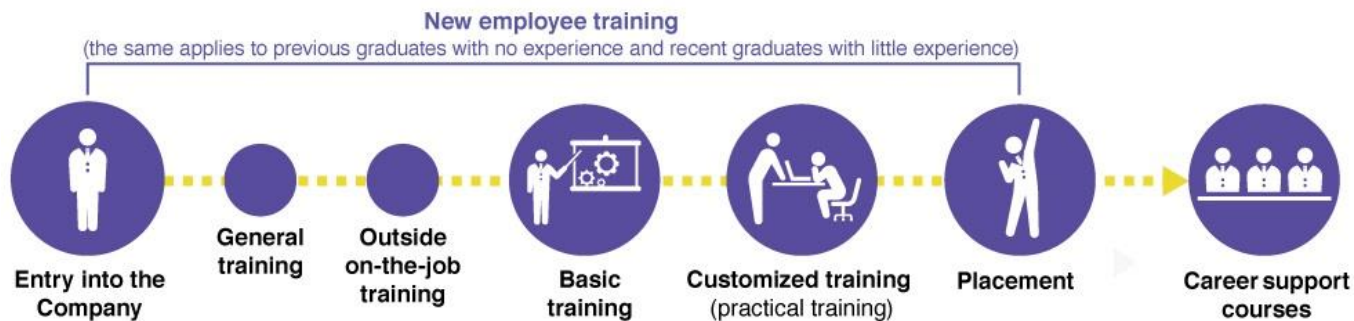 New employee training
(the same applies to previous graduates with no experience and recent graduates with little experience)
Entry into the
Company
General
training
Outside
on-the-job
training
Basic
training
Customized training
(practical training)
Placement
Career support
courses